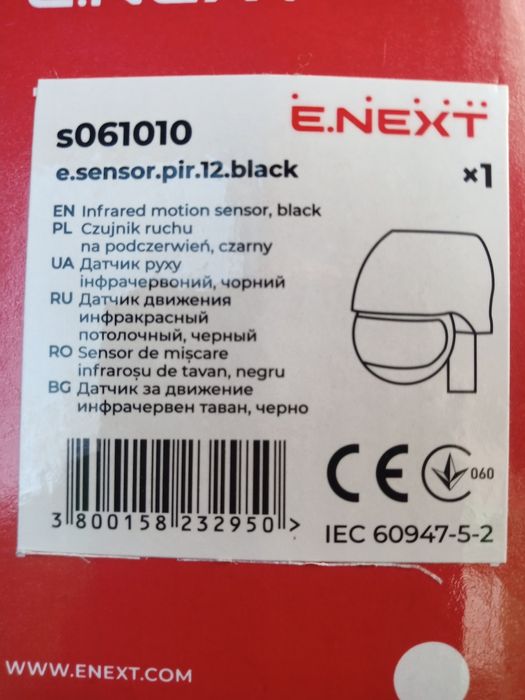 s061010
E.NEXT
e.sensor.pir.12.black
×1
EN Infrared motion sensor, black
PL Czujnik ruchu
na podczerwień, czarny
UA Датчик руху
інфрачервоний, чорний
RU Датчик движения
инфракрасный
потолочный, черный
RO Sensor de mișcare
infraroșu de tavan, negru
BG Датчик за движение
инфрачервен таван, черно
CE
060
3 800158 232950 >
IEC 60947-5-2
WWW.ENEXT.COM